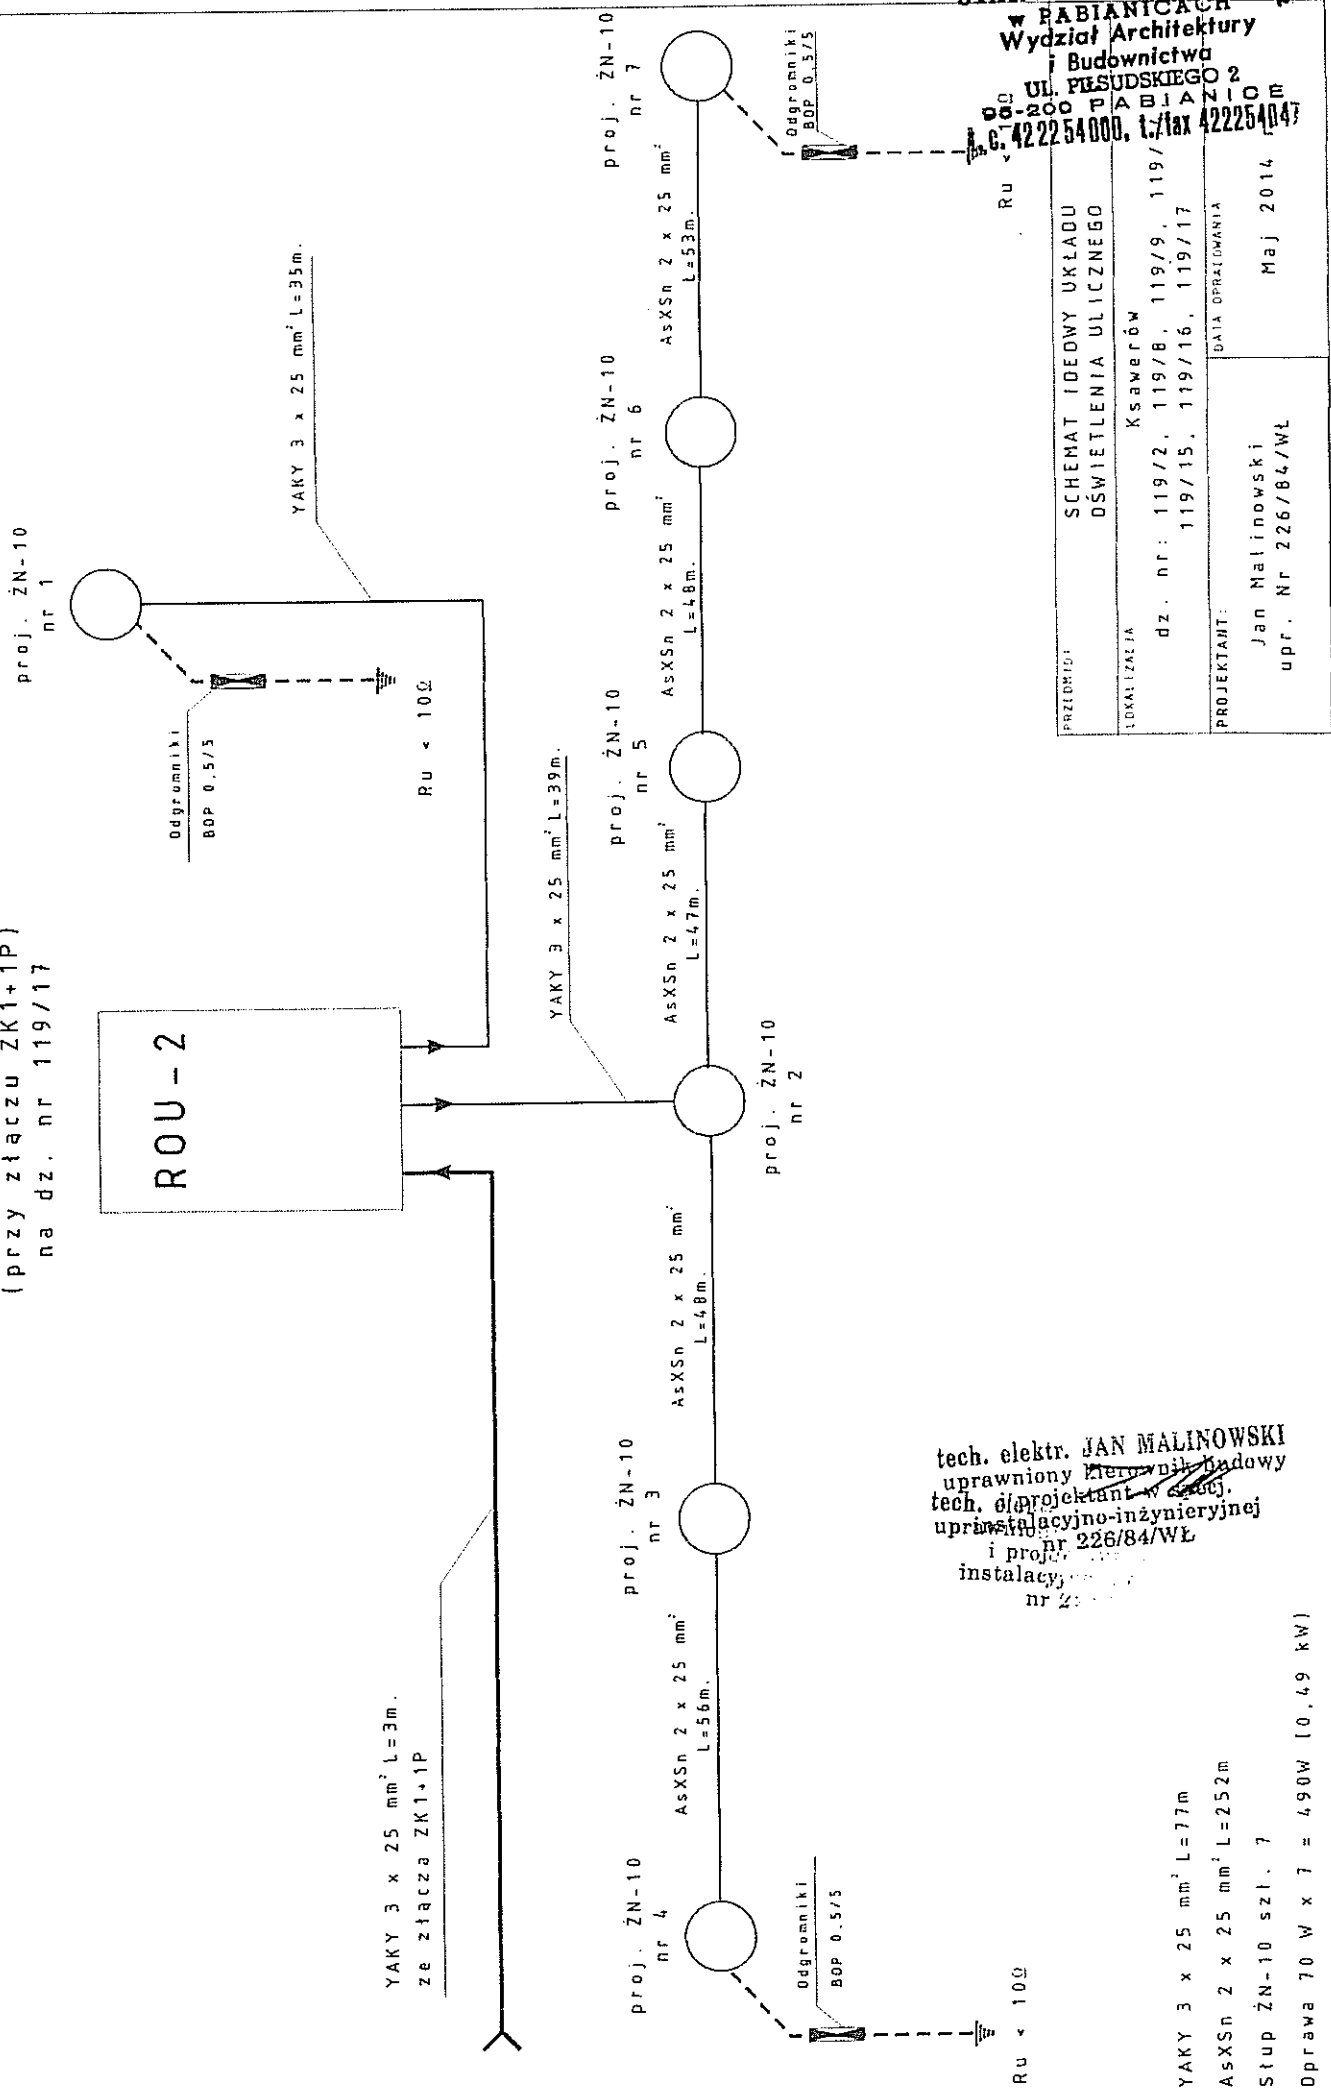 (przy złączu ZK1+1P)
na dz. nr 119/17
ROU-2
proj. ŻN-10
nr 1
YAKY 3 x 25 mm² L=35m.
Odgromniki
BOP 0,5/5
Ru < 10Ω
YAKY 3 x 25 mm² L=39m.
YAKY 3 x 25 mm² L=3m.
ze złącza ZK1+1P
proj. ŻN-10
nr 4
AsXSn 2 x 25 mm²
L=56m.
proj. ŻN-10
nr 3
AsXSn 2 x 25 mm²
L=48m.
proj. ŻN-10
nr 2
AsXSn 2 x 25 mm²
L=47m.
proj. ŻN-10
nr 5
AsXSn 2 x 25 mm²
L=48m.
proj. ŻN-10
nr 6
AsXSn 2 x 25 mm²
L=53m.
proj. ŻN-10
nr 7
Odgromniki
BOP 0,5/5
Ru
Odgromniki
BOP 0.5/5
Ru < 10Ω
YAKY 3 x 25 mm² L=77m
AsXSn 2 x 25 mm² L=252m
Słup ŻN-10 szt. 7
Oprawa 70 W x 7 = 490W (0,49 kW)
w PABIANICACH
Wydział Architektury
i Budownictwa
UL. PIŁSUDSKIEGO 2
95-200 PABIANICE
t. c. 422254000, t./fax 422254047
tech. elektr. JAN MALINOWSKI
uprawniony kierownik budowy
i projektant w specj.
instalacyjno-inżynieryjnej
nr 226/84/WŁ
PRZEDMIOT
SCHEMAT IDEOWY UKŁADU
OŚWIETLENIA ULICZNEGO
LOKALIZACJA
Ksawerów
dz. nr: 119/2, 119/8, 119/9, 119/
119/15, 119/16, 119/17
PROJEKTANT:
Jan Malinowski
upr. Nr 226/84/WŁ
DATA OPRACOWANIA
Maj 2014